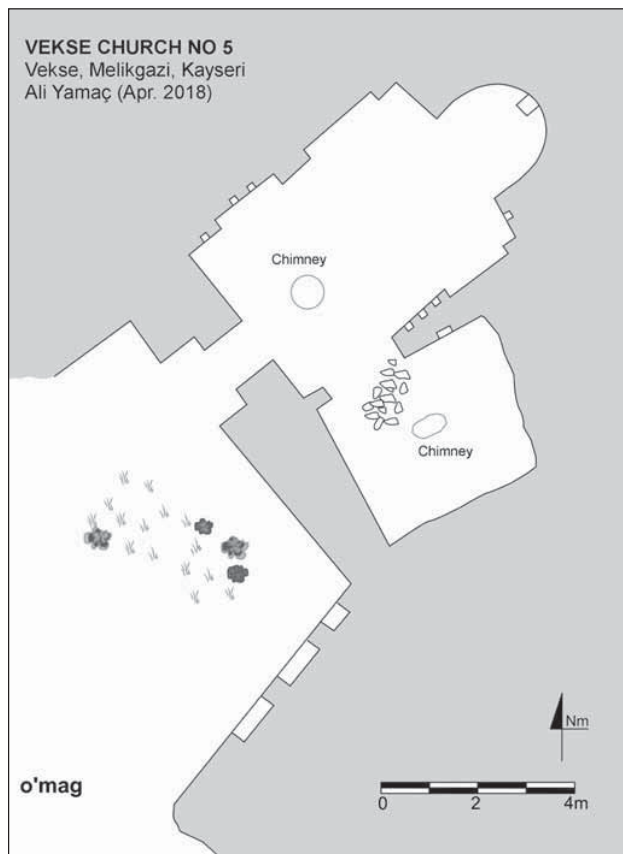 VEKSE CHURCH NO 5
Vekse, Melikgazi, Kayseri
Ali Yamaç (Apr. 2018)
Chimney
Chimney
Nm
o'mag
0 2 4m